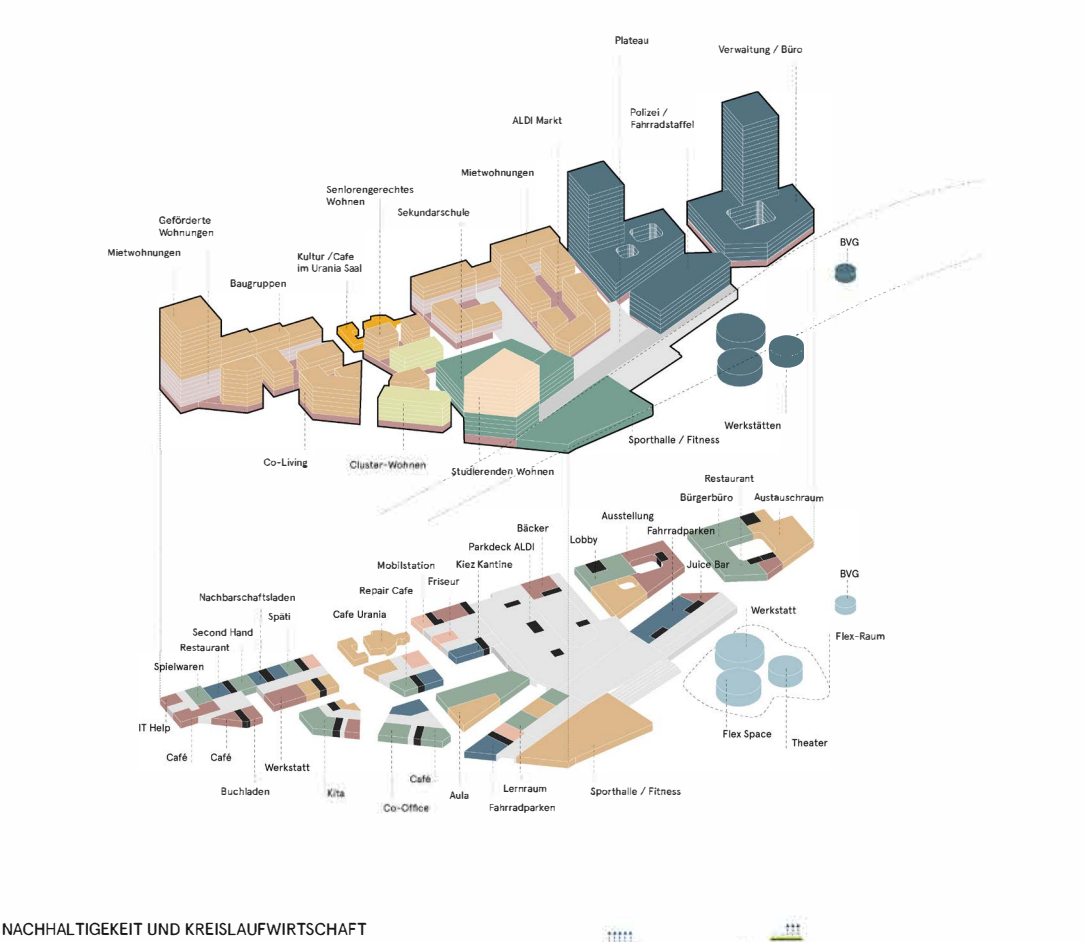 Plateau
Verwaltung / Büro
ALDI Markt
Polizei /
Fahrradstaffel
Mietwohnungen
Senlorengerechtes
Wohnen
Sekundarschule
Geförderte
Wohnungen
Mietwohnungen
Kultur /Cafe
im Urania Saal
Baugruppen
BVG
Werkstätten
Sporthalle / Fitness
Co-Living
Cluster-Wohnen
Studierenden Wohnen
Restaurant
Bürgerbüro
Austauschraum
Ausstellung
Bäcker
Lobby
Fahrradparken
Parkdeck ALDI
Mobilstation
Kiez Kantine
Juice Bar
Friseur
BVG
Repair Cafe
Nachbarschaftsladen
Cafe Urania
Werkstatt
Späti
Second Hand
Flex-Raum
Restaurant
Spielwaren
IT Help
Flex Space
Theater
Café
Café
Werkstatt
Café
Buchladen
Kita
Lernraum
Sporthalle / Fitness
Aula
Co-Office
Fahrradparken
NACHHALTIGEKEIT UND KREISLAUFWIRTSCHAFT